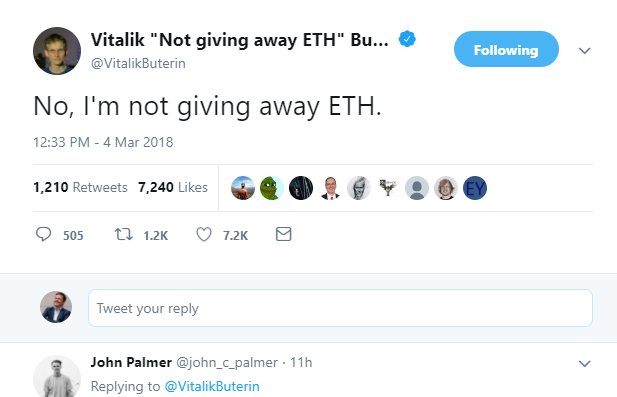 Vitalik "Not giving away ETH" Bu...
@VitalikButerin
Following
No, I'm not giving away ETH.
12:33 PM - 4 Mar 2018
1,210 Retweets 7,240 Likes
EY
505 1.2K 7.2K
Tweet your reply
John Palmer @john_c_palmer · 11h
Replying to @VitalikButerin